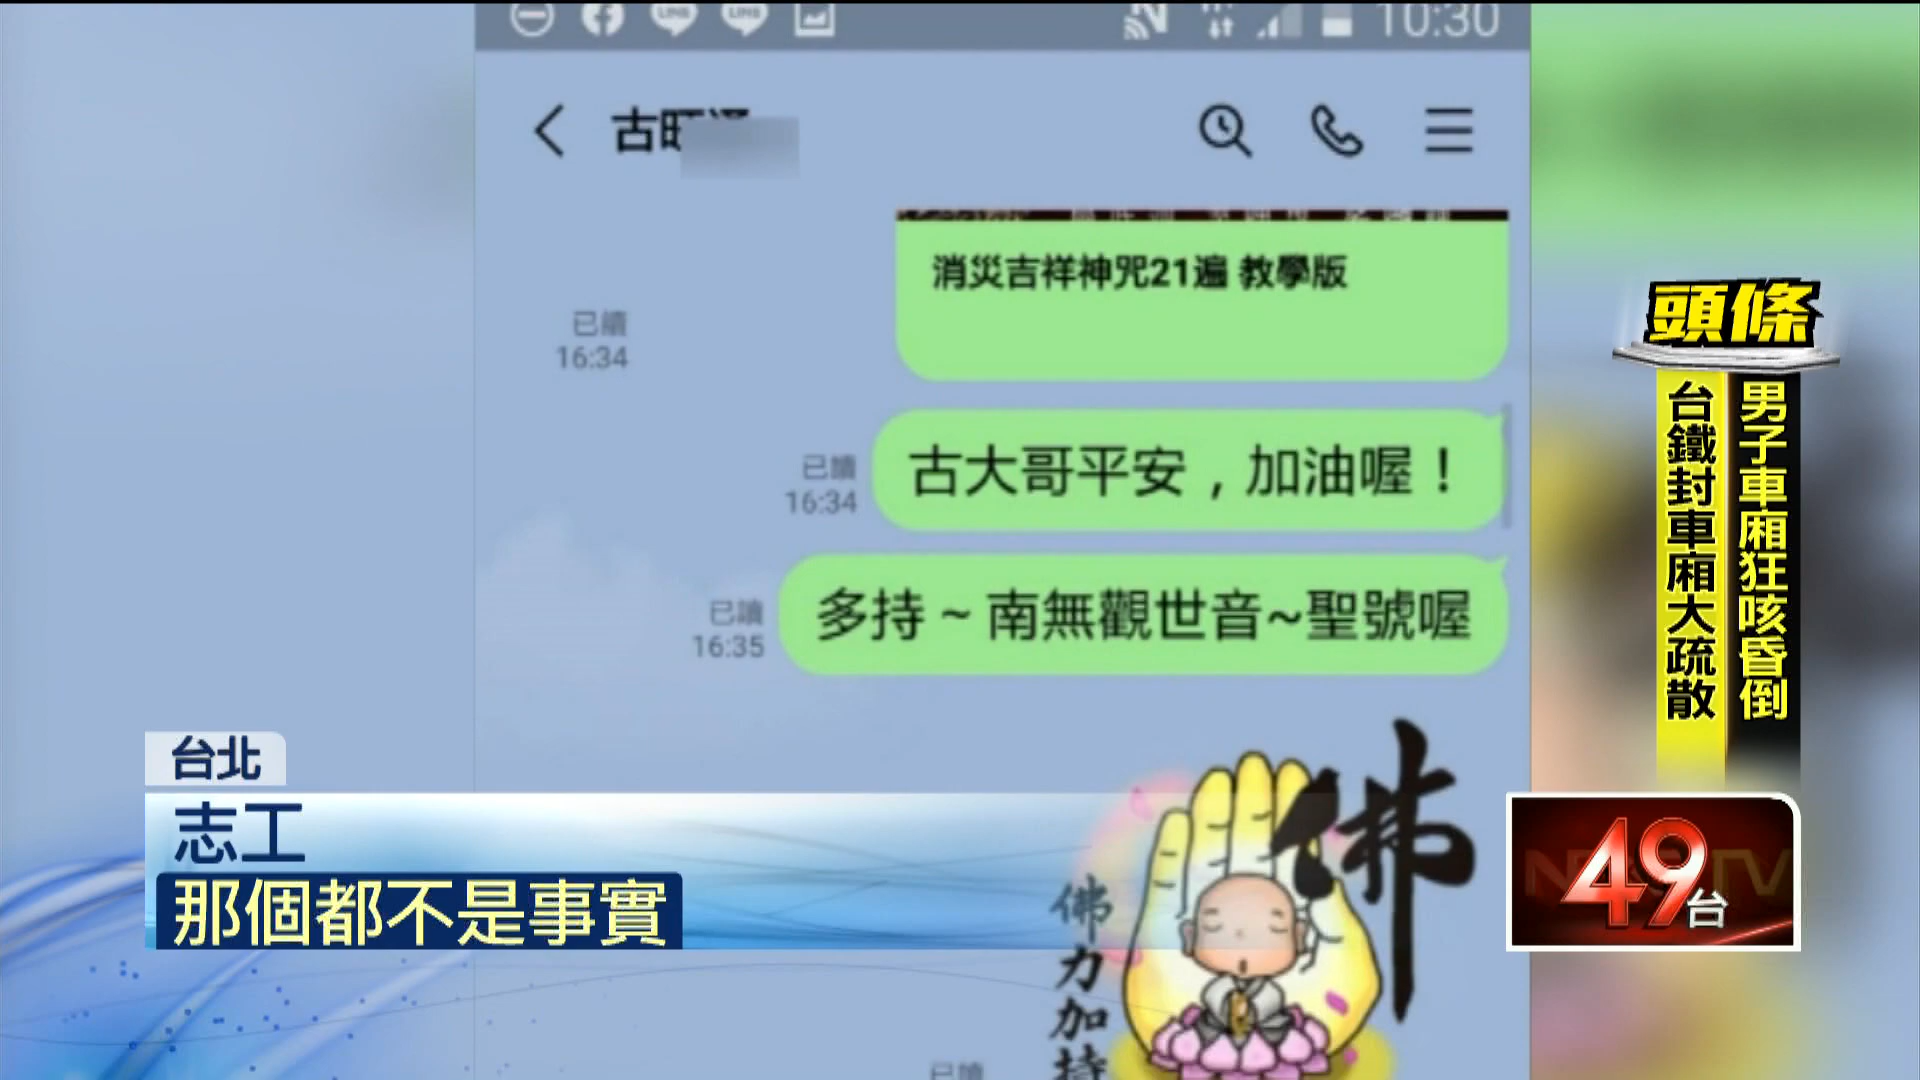 10:30
古旺
消災吉祥神咒21遍 教學版
已讀
16:34
古大哥平安，加油喔！
已讀
16:34
多持～南無觀世音~聖號喔
已讀
16:35
佛
佛力加持
已讀
頭條
男子車廂狂咳昏倒
台鐵封車廂大疏散
台北
志工
那個都不是事實
49台